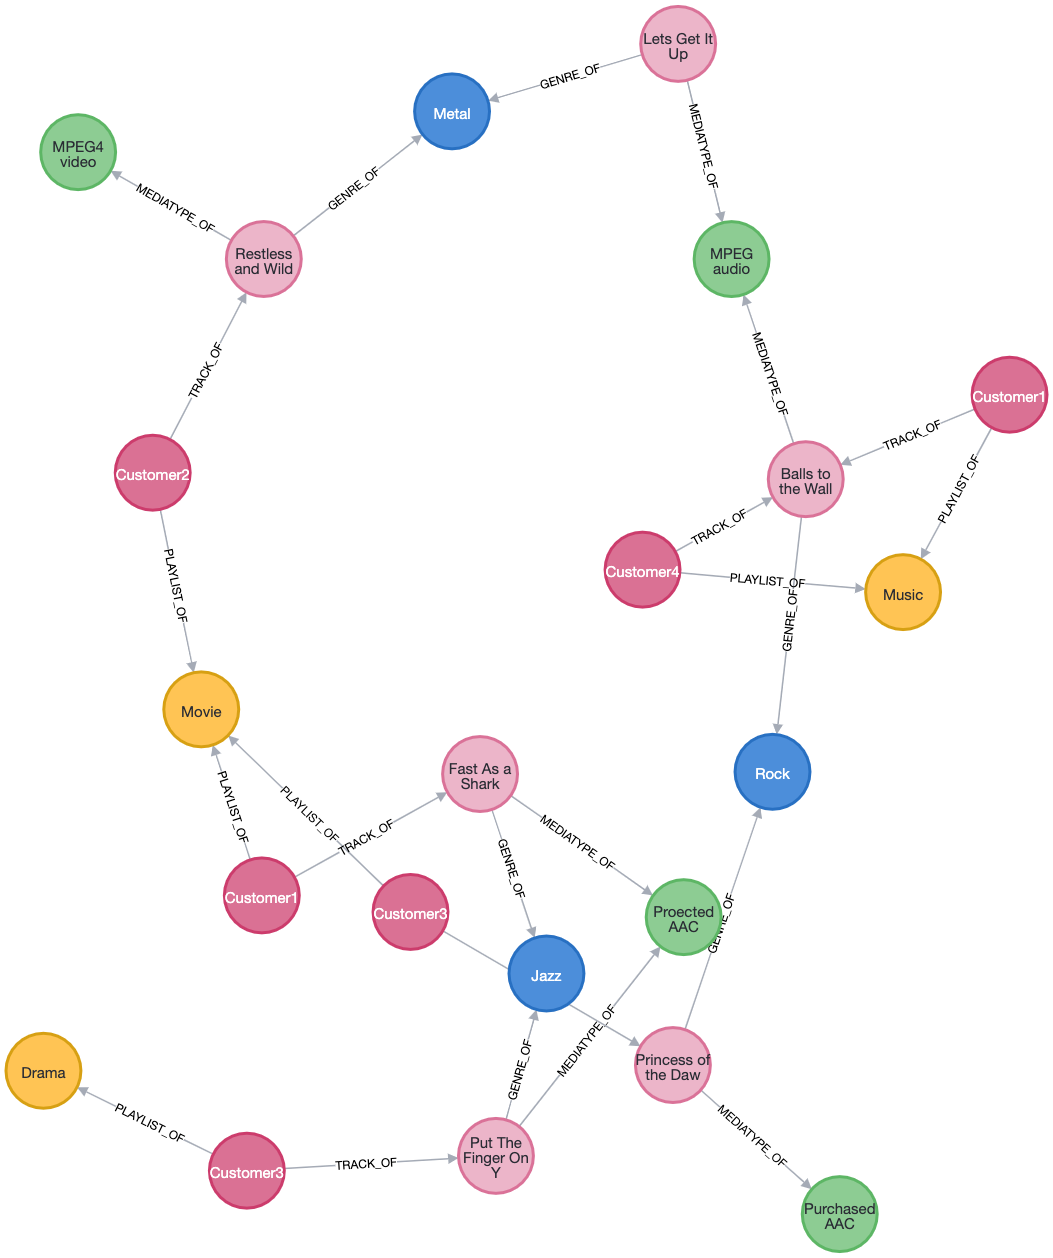 Lets Get It
Up
GENRE_OF
Metal
MEDIATYPE_OF
MPEG4
video
GENRE_OF
MEDIATYPE_OF
Restless
and Wild
MPEG
audio
TRACK_OF
MEDIATYPE_OF
Customer1
TRACK_OF
Customer2
Balls to
the Wall
PLAYLIST_OF
TRACK_OF
Customer4
PLAYLIST_OF
Music
PLAYLIST_OF
GENRE_OF
Movie
Fast As a
Shark
Rock
PLAYLIST_OF
PLAYLIST_OF
TRACK_OF
MEDIATYPE_OF
GENRE_OF
Customer1
Customer3
Proected
AAC
GENRE_OF
Jazz
MEDIATYPE_OF
Drama
GENRE_OF
Princess of
the Daw
PLAYLIST_OF
MEDIATYPE_OF
Customer3
TRACK_OF
Put The
Finger On
Y
Purchased
AAC